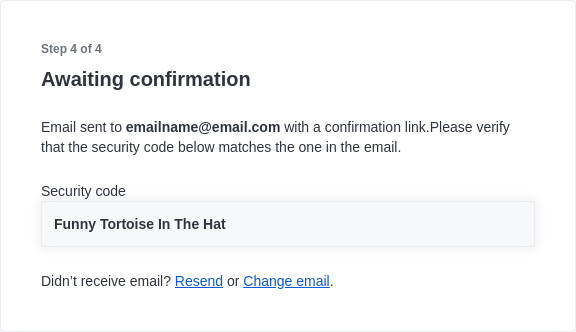 Step 4 of 4
Awaiting confirmation
Email sent to emailname@email.com with a confirmation link.Please verify
that the security code below matches the one in the email.
Security code
Funny Tortoise In The Hat
Didn’t receive email? Resend or Change email.